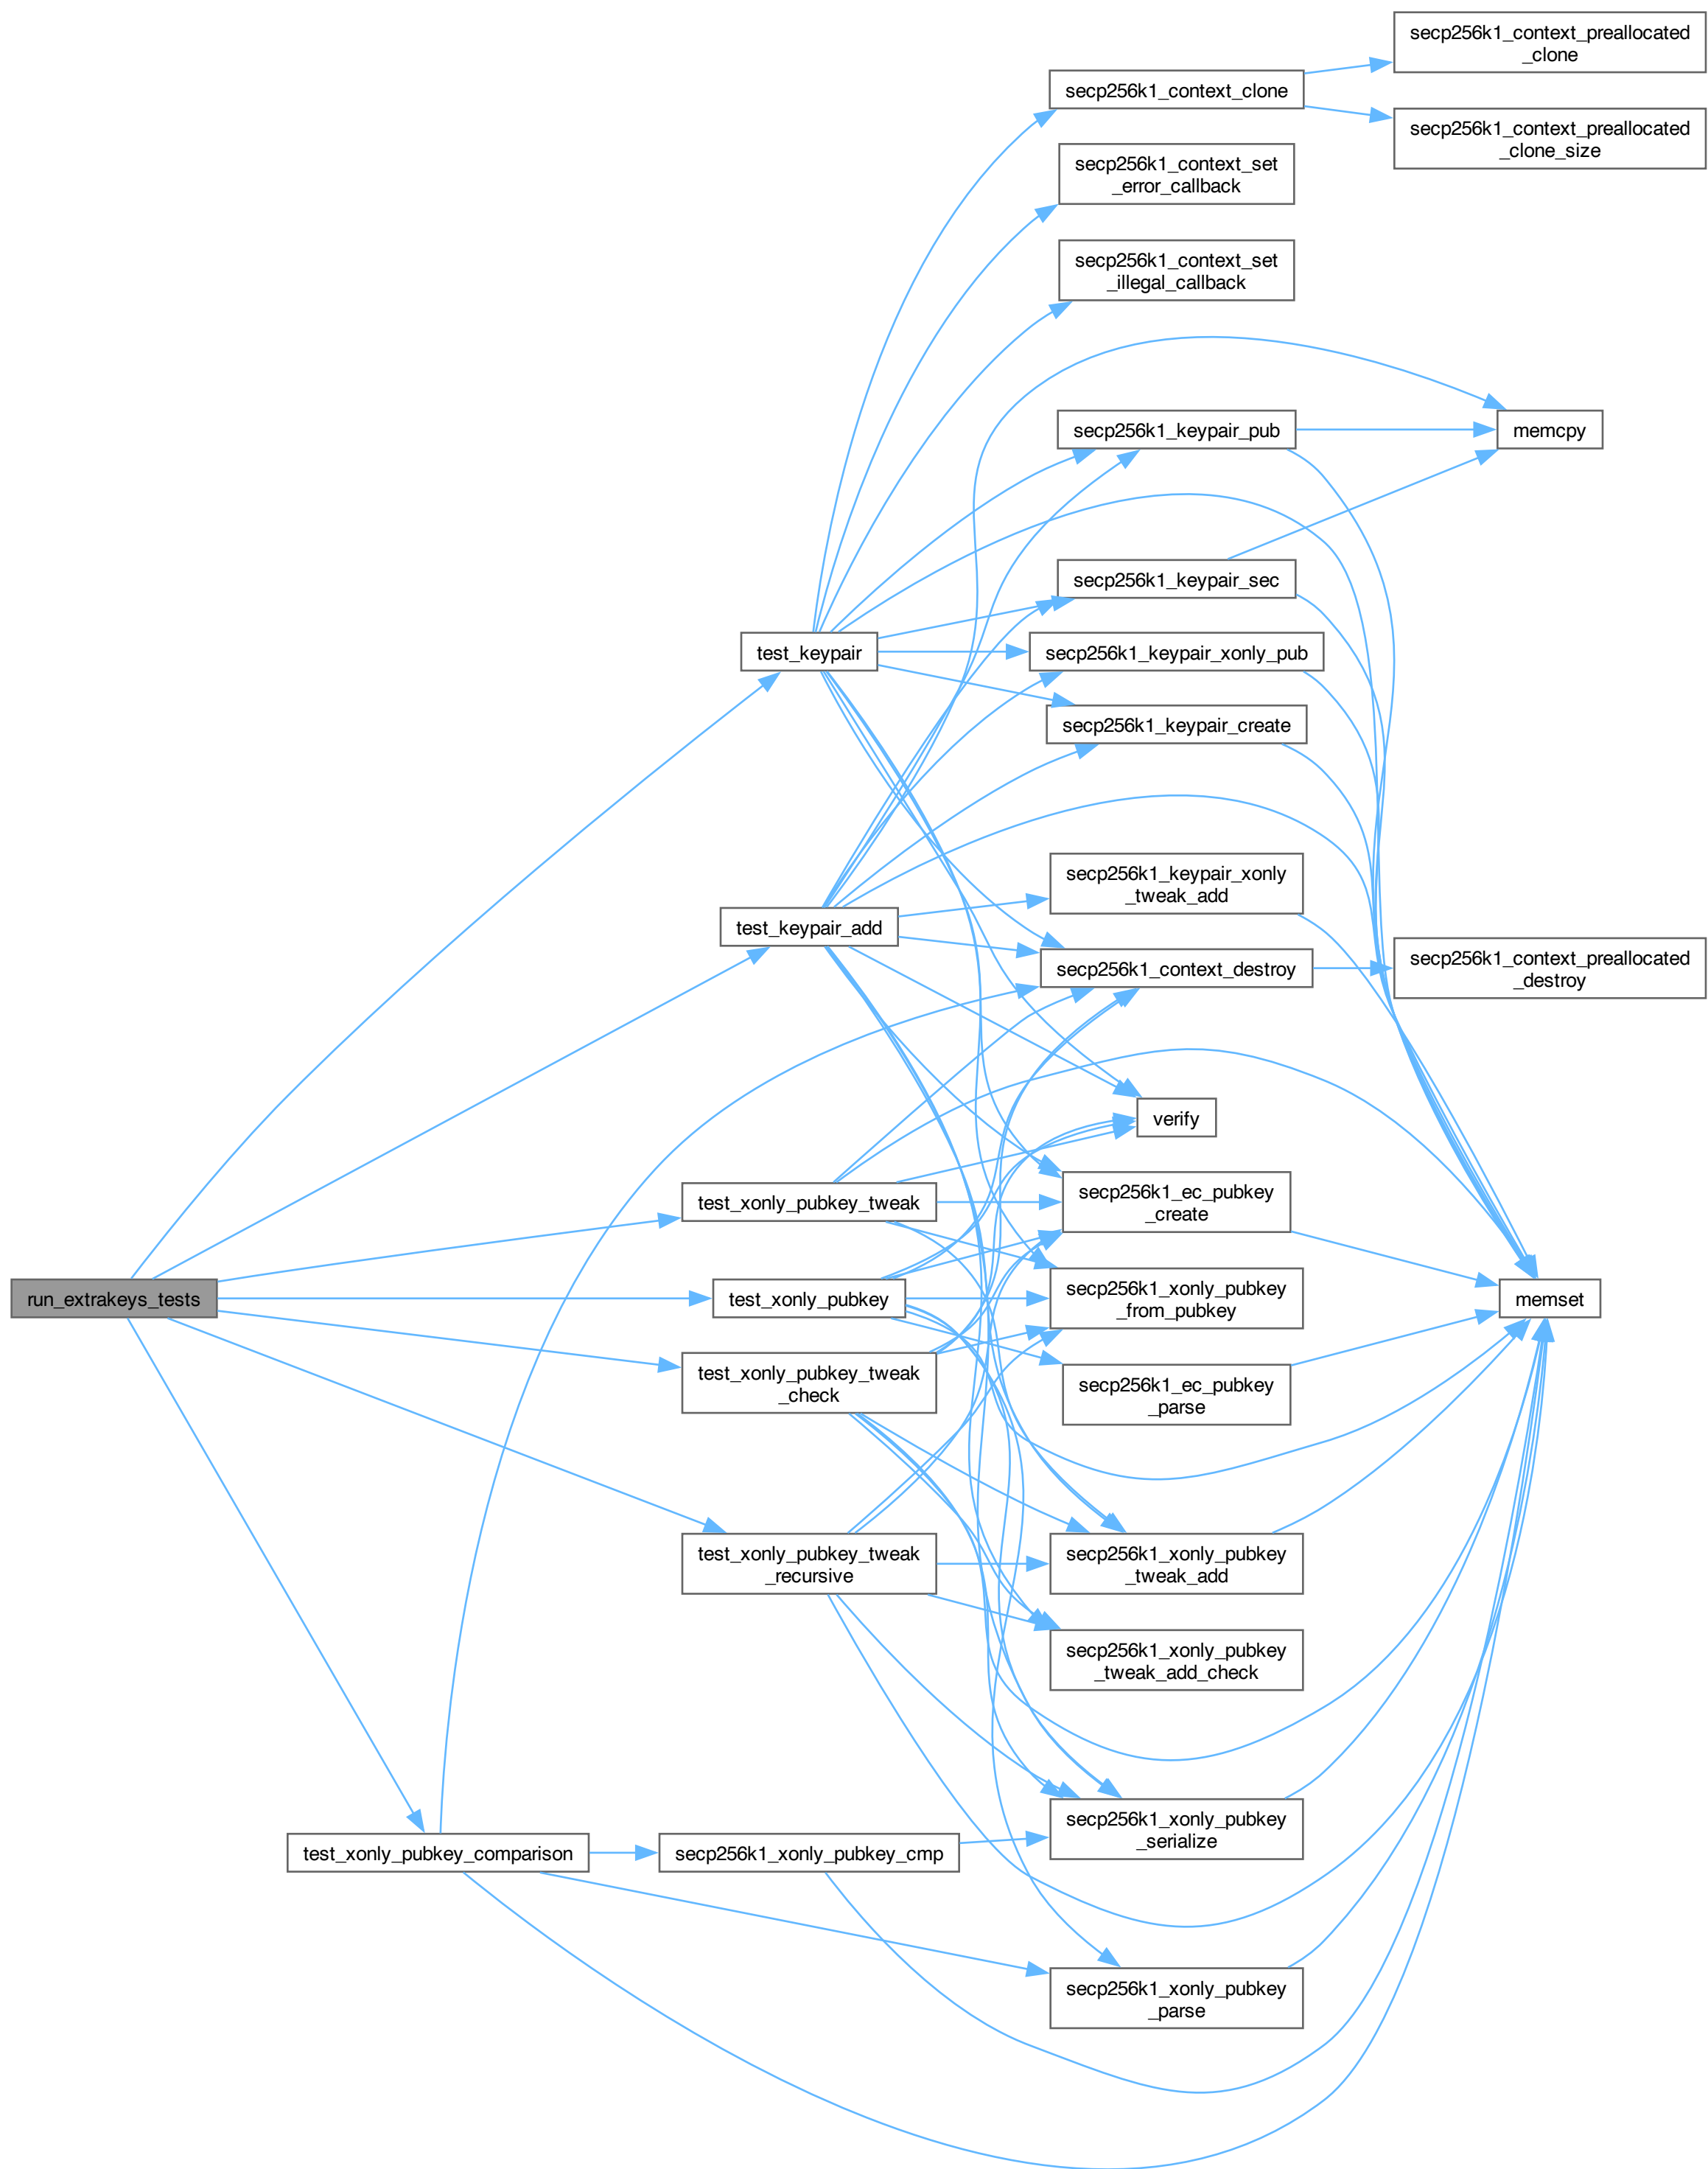 secp256k1_context_preallocated
_clone
secp256k1_context_clone
secp256k1_context_preallocated
_clone_size
secp256k1_context_set
_error_callback
secp256k1_context_set
_illegal_callback
secp256k1_keypair_pub
memcpy
secp256k1_keypair_sec
test_keypair
secp256k1_keypair_xonly_pub
secp256k1_keypair_create
secp256k1_keypair_xonly
_tweak_add
test_keypair_add
secp256k1_context_destroy
secp256k1_context_preallocated
_destroy
verify
test_xonly_pubkey_tweak
secp256k1_ec_pubkey
_create
run_extrakeys_tests
test_xonly_pubkey
secp256k1_xonly_pubkey
_from_pubkey
memset
test_xonly_pubkey_tweak
_check
secp256k1_ec_pubkey
_parse
test_xonly_pubkey_tweak
_recursive
secp256k1_xonly_pubkey
_tweak_add
secp256k1_xonly_pubkey
_tweak_add_check
test_xonly_pubkey_comparison
secp256k1_xonly_pubkey_cmp
secp256k1_xonly_pubkey
_serialize
secp256k1_xonly_pubkey
_parse